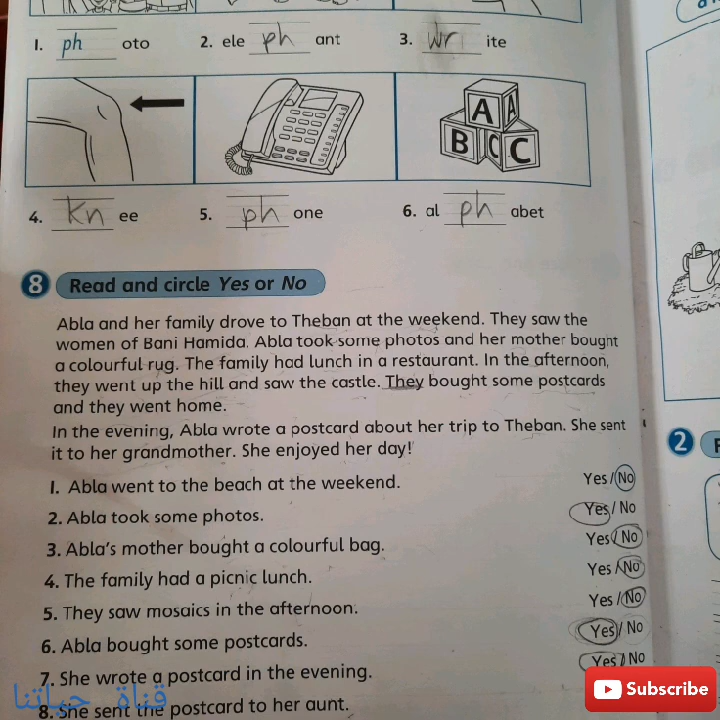 1. ph oto 2. ele ph ant 3. wr ite
A A
B C C
4. kn ee 5. ph one 6. al ph abet
8 Read and circle Yes or No
Abla and her family drove to Theban at the weekend. They saw the
women of Bani Hamida. Abla took some photos and her mother bought
a colourful rug. The family had lunch in a restaurant. In the afternoon,
they went up the hill and saw the castle. They bought some postcards
and they went home.
In the evening, Abla wrote a postcard about her trip to Theban. She sent
it to her grandmother. She enjoyed her day!
2
1. Abla went to the beach at the weekend. Yes / No
2. Abla took some photos. Yes / No
3. Abla's mother bought a colourful bag. Yes / No
4. The family had a picnic lunch. Yes / No
5. They saw mosaics in the afternoon. Yes / No
6. Abla bought some postcards. Yes / No
7. She wrote a postcard in the evening. Yes / No
8. She sent the postcard to her aunt.
قناة حياتنا
Subscribe